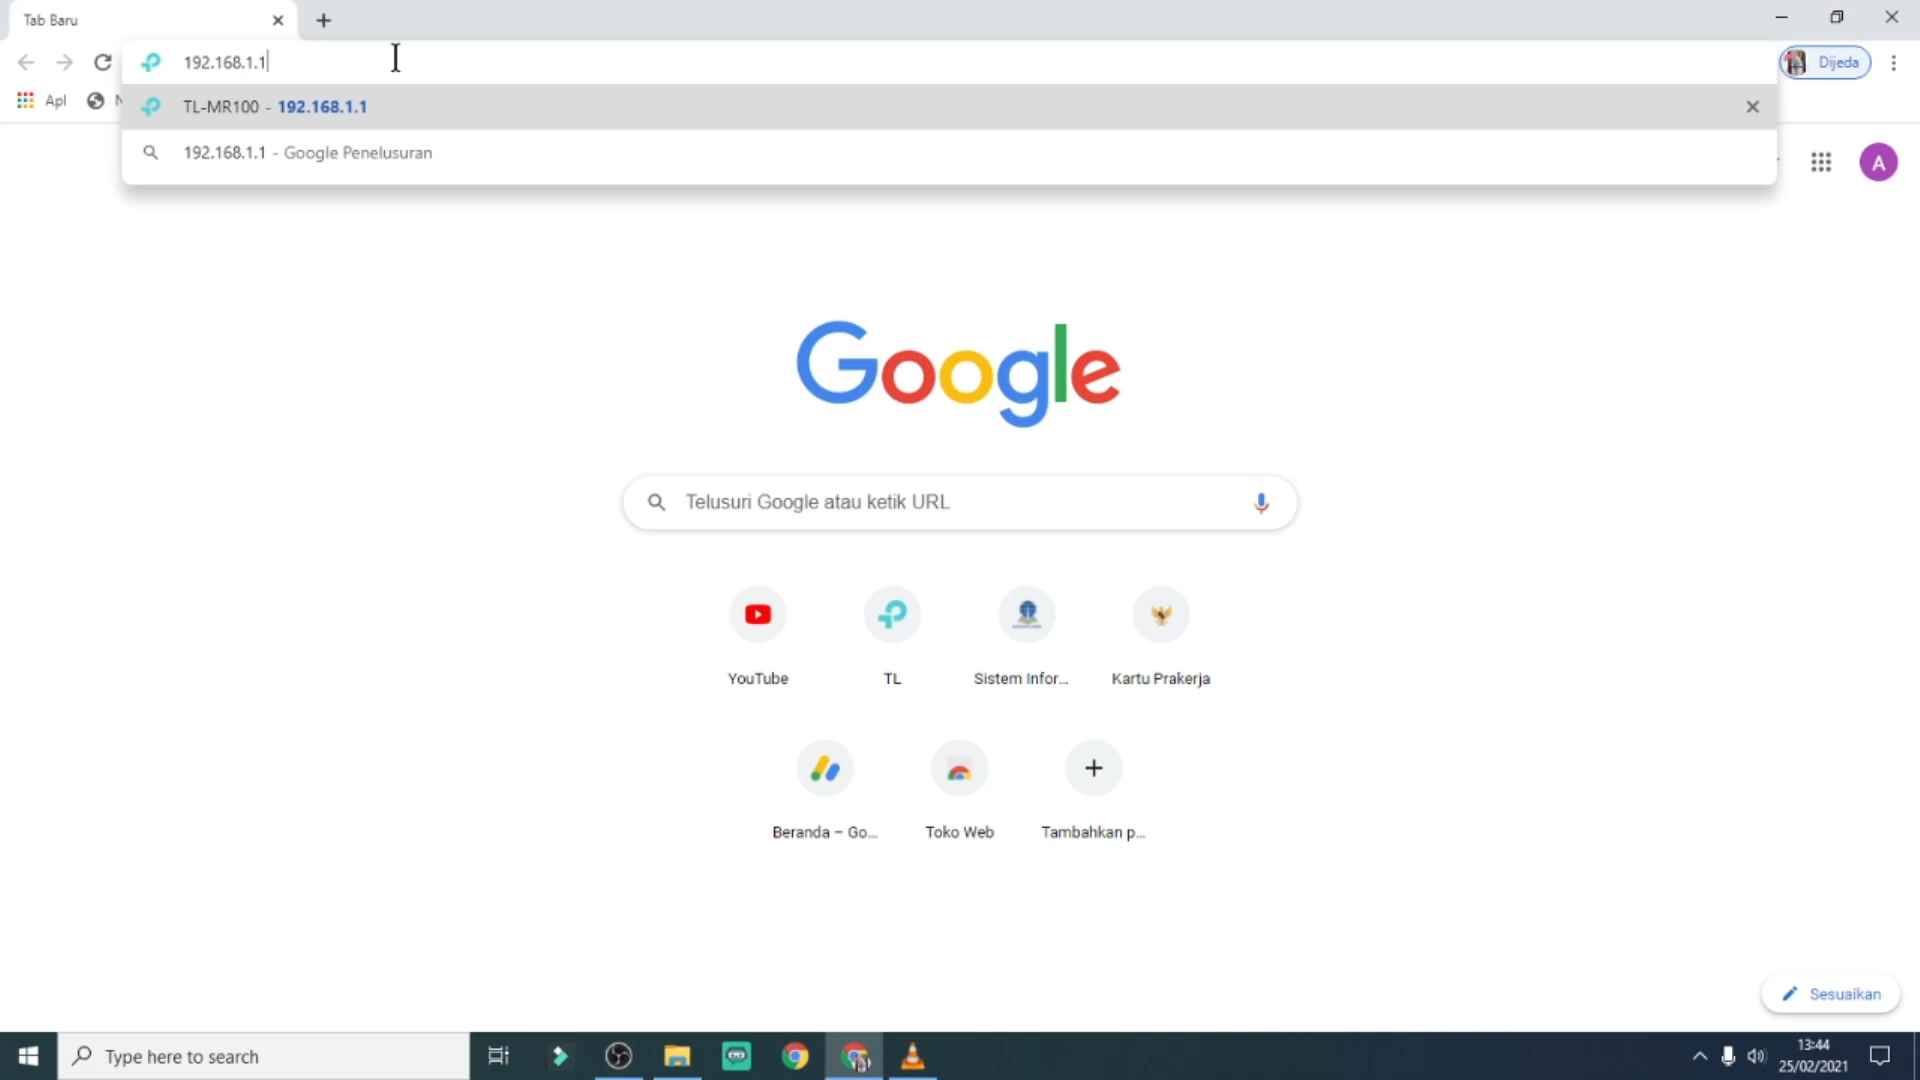 Tab Baru
192.168.1.1
Dijeda
Apl
TL-MR100 - 192.168.1.1
192.168.1.1 - Google Penelusuran
A
Google
Telusuri Google atau ketik URL
YouTube
TL
Sistem Infor...
Kartu Prakerja
Beranda – Go...
Toko Web
Tambahkan p...
Sesuaikan
Type here to search
13:44
25/02/2021